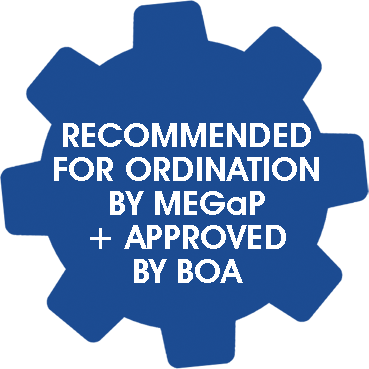 RECOMMENDED
FOR ORDINATION
BY MEGaP
+ APPROVED
BY BOA